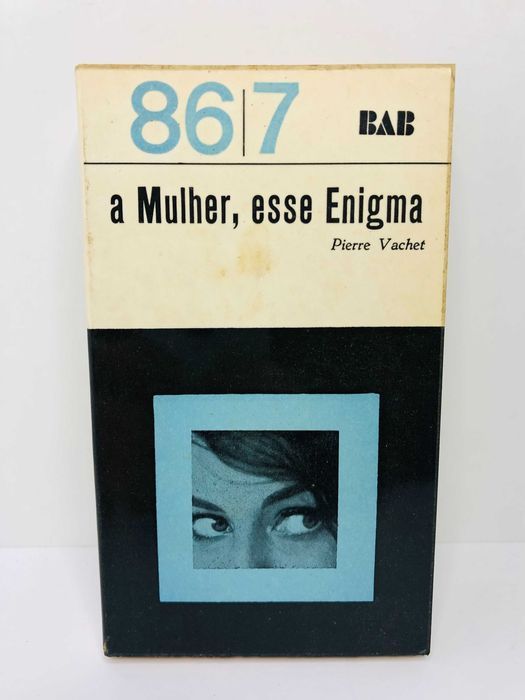 86|7
BAB
a Mulher, esse Enigma
Pierre Vachet